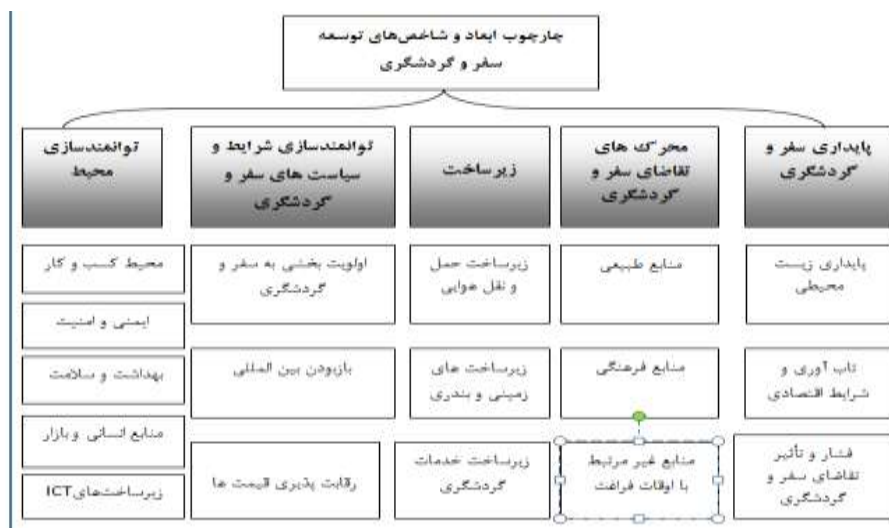 چارچوب ابعاد و شاخص‌های توسعه
سفر و گردشگری
پایداری سفر و
گردشگری
محرک های
تقاضای سفر و
گردشگری
زیرساخت
توانمندسازی شرایط و
سیاست های سفر و
گردشگری
توانمندسازی
محیط
پایداری زیست
محیطی
تاب آوری و
شرایط اقتصادی
فشار و تأثیر
تقاضای سفر و
گردشگری
منابع طبیعی
منابع فرهنگی
منابع غیر مرتبط
با اوقات فراغت
زیرساخت حمل
و نقل هوایی
زیرساخت های
زمینی و بندری
زیرساخت خدمات
گردشگری
اولویت بخشی به سفر و
گردشگری
بازبودن بین المللی
رقابت پذیری قیمت ها
محیط کسب و کار
ایمنی و امنیت
بهداشت و سلامت
منابع انسانی و بازار
زیرساخت‌های ICT